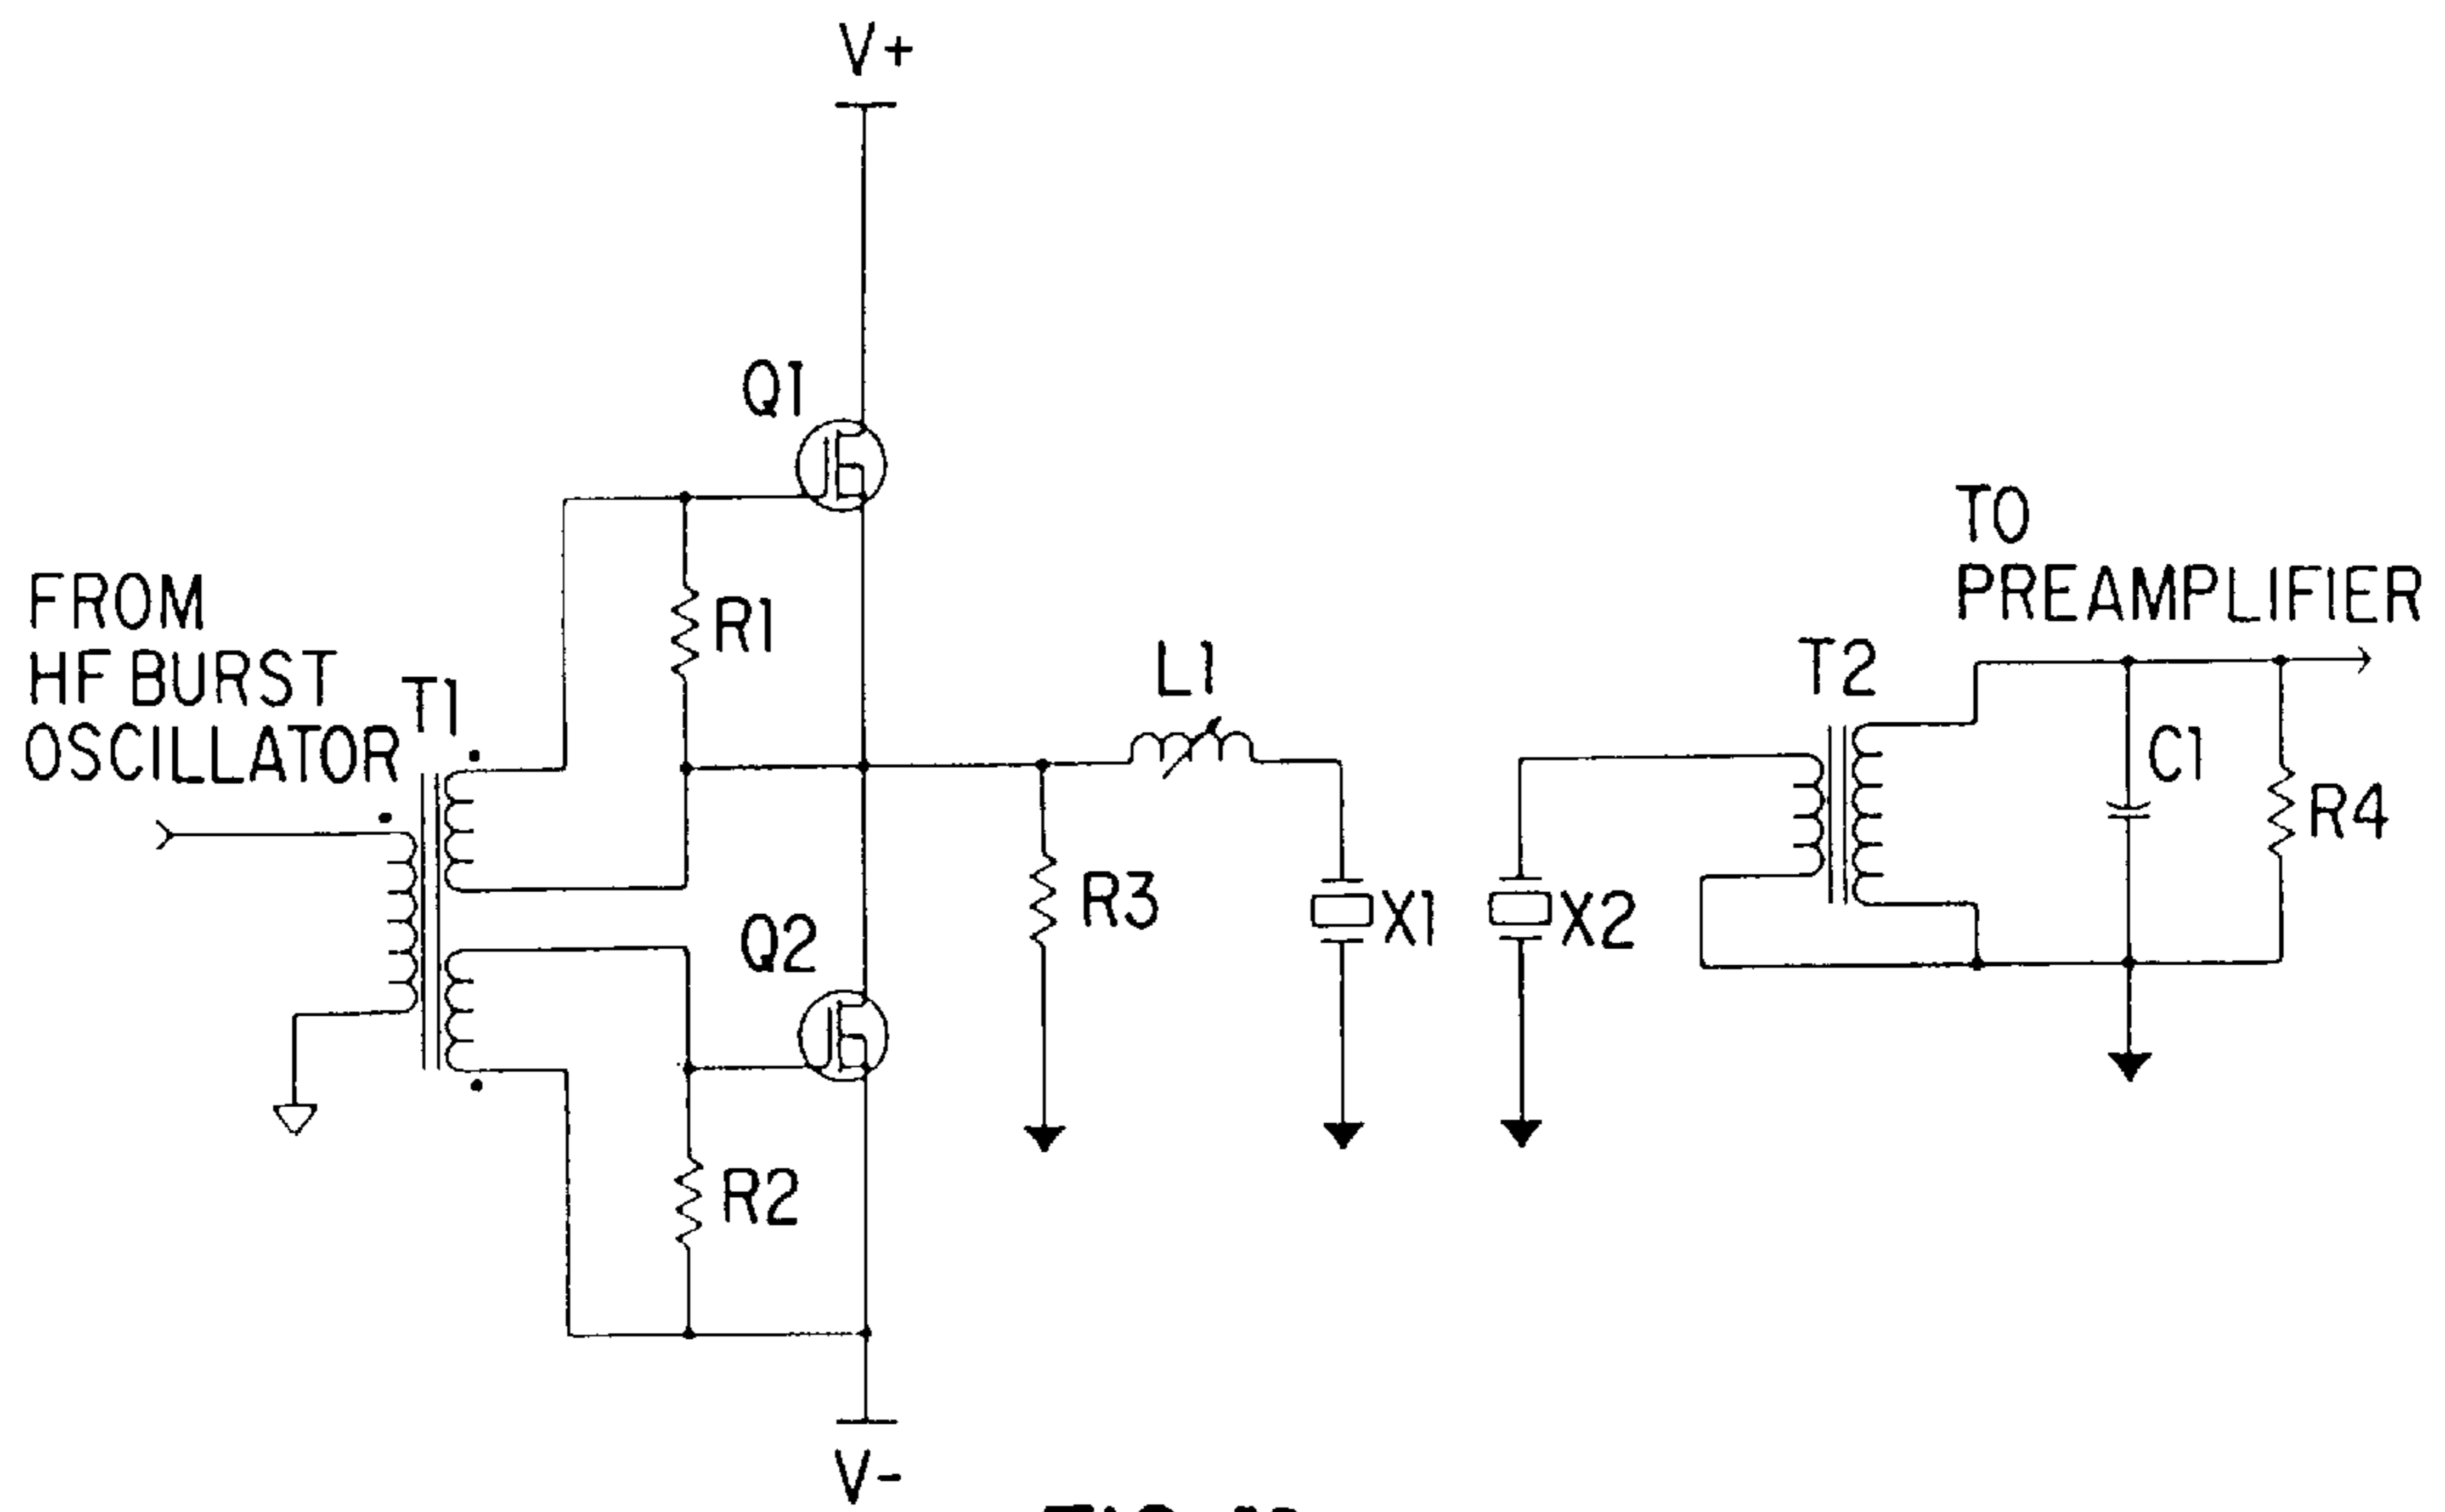 V+
Q1
FROM
HF BURST
OSCILLATOR
T1
R1
L1
TO
PREAMPLIFIER
T2
C1
R4
Q2
R3
X1
X2
R2
V-